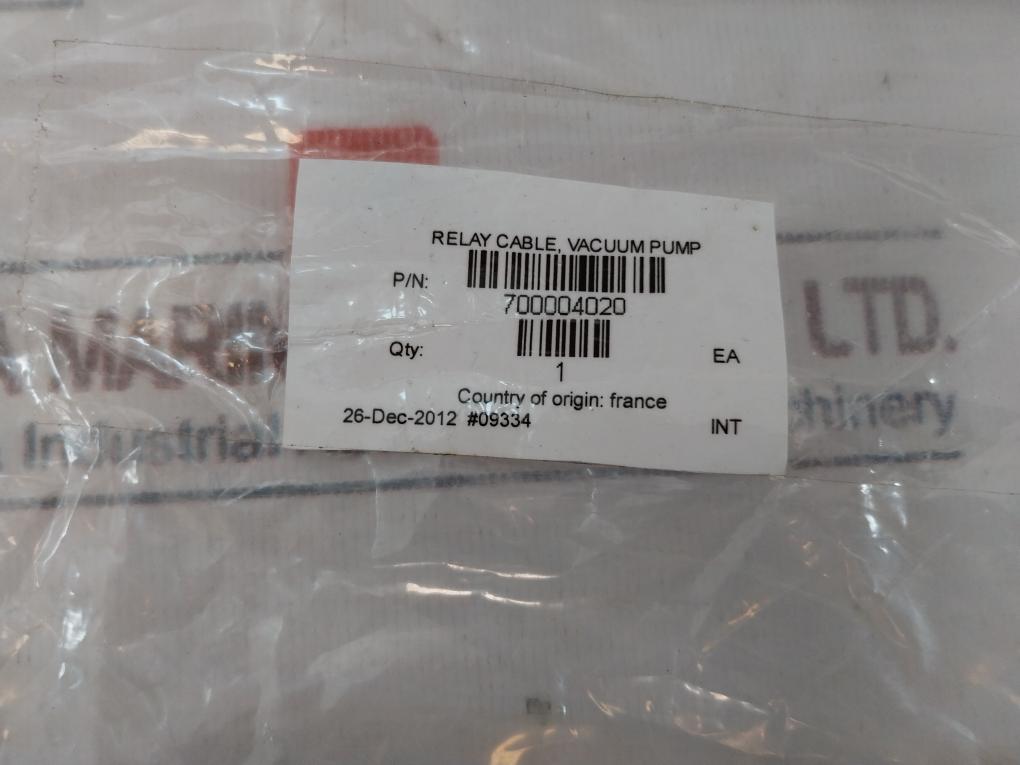 RELAY CABLE, VACUUM PUMP
P/N:
700004020
Qty: EA
1
Country of origin: france
26-Dec-2012 #09334 INT
LTD.
Industrial